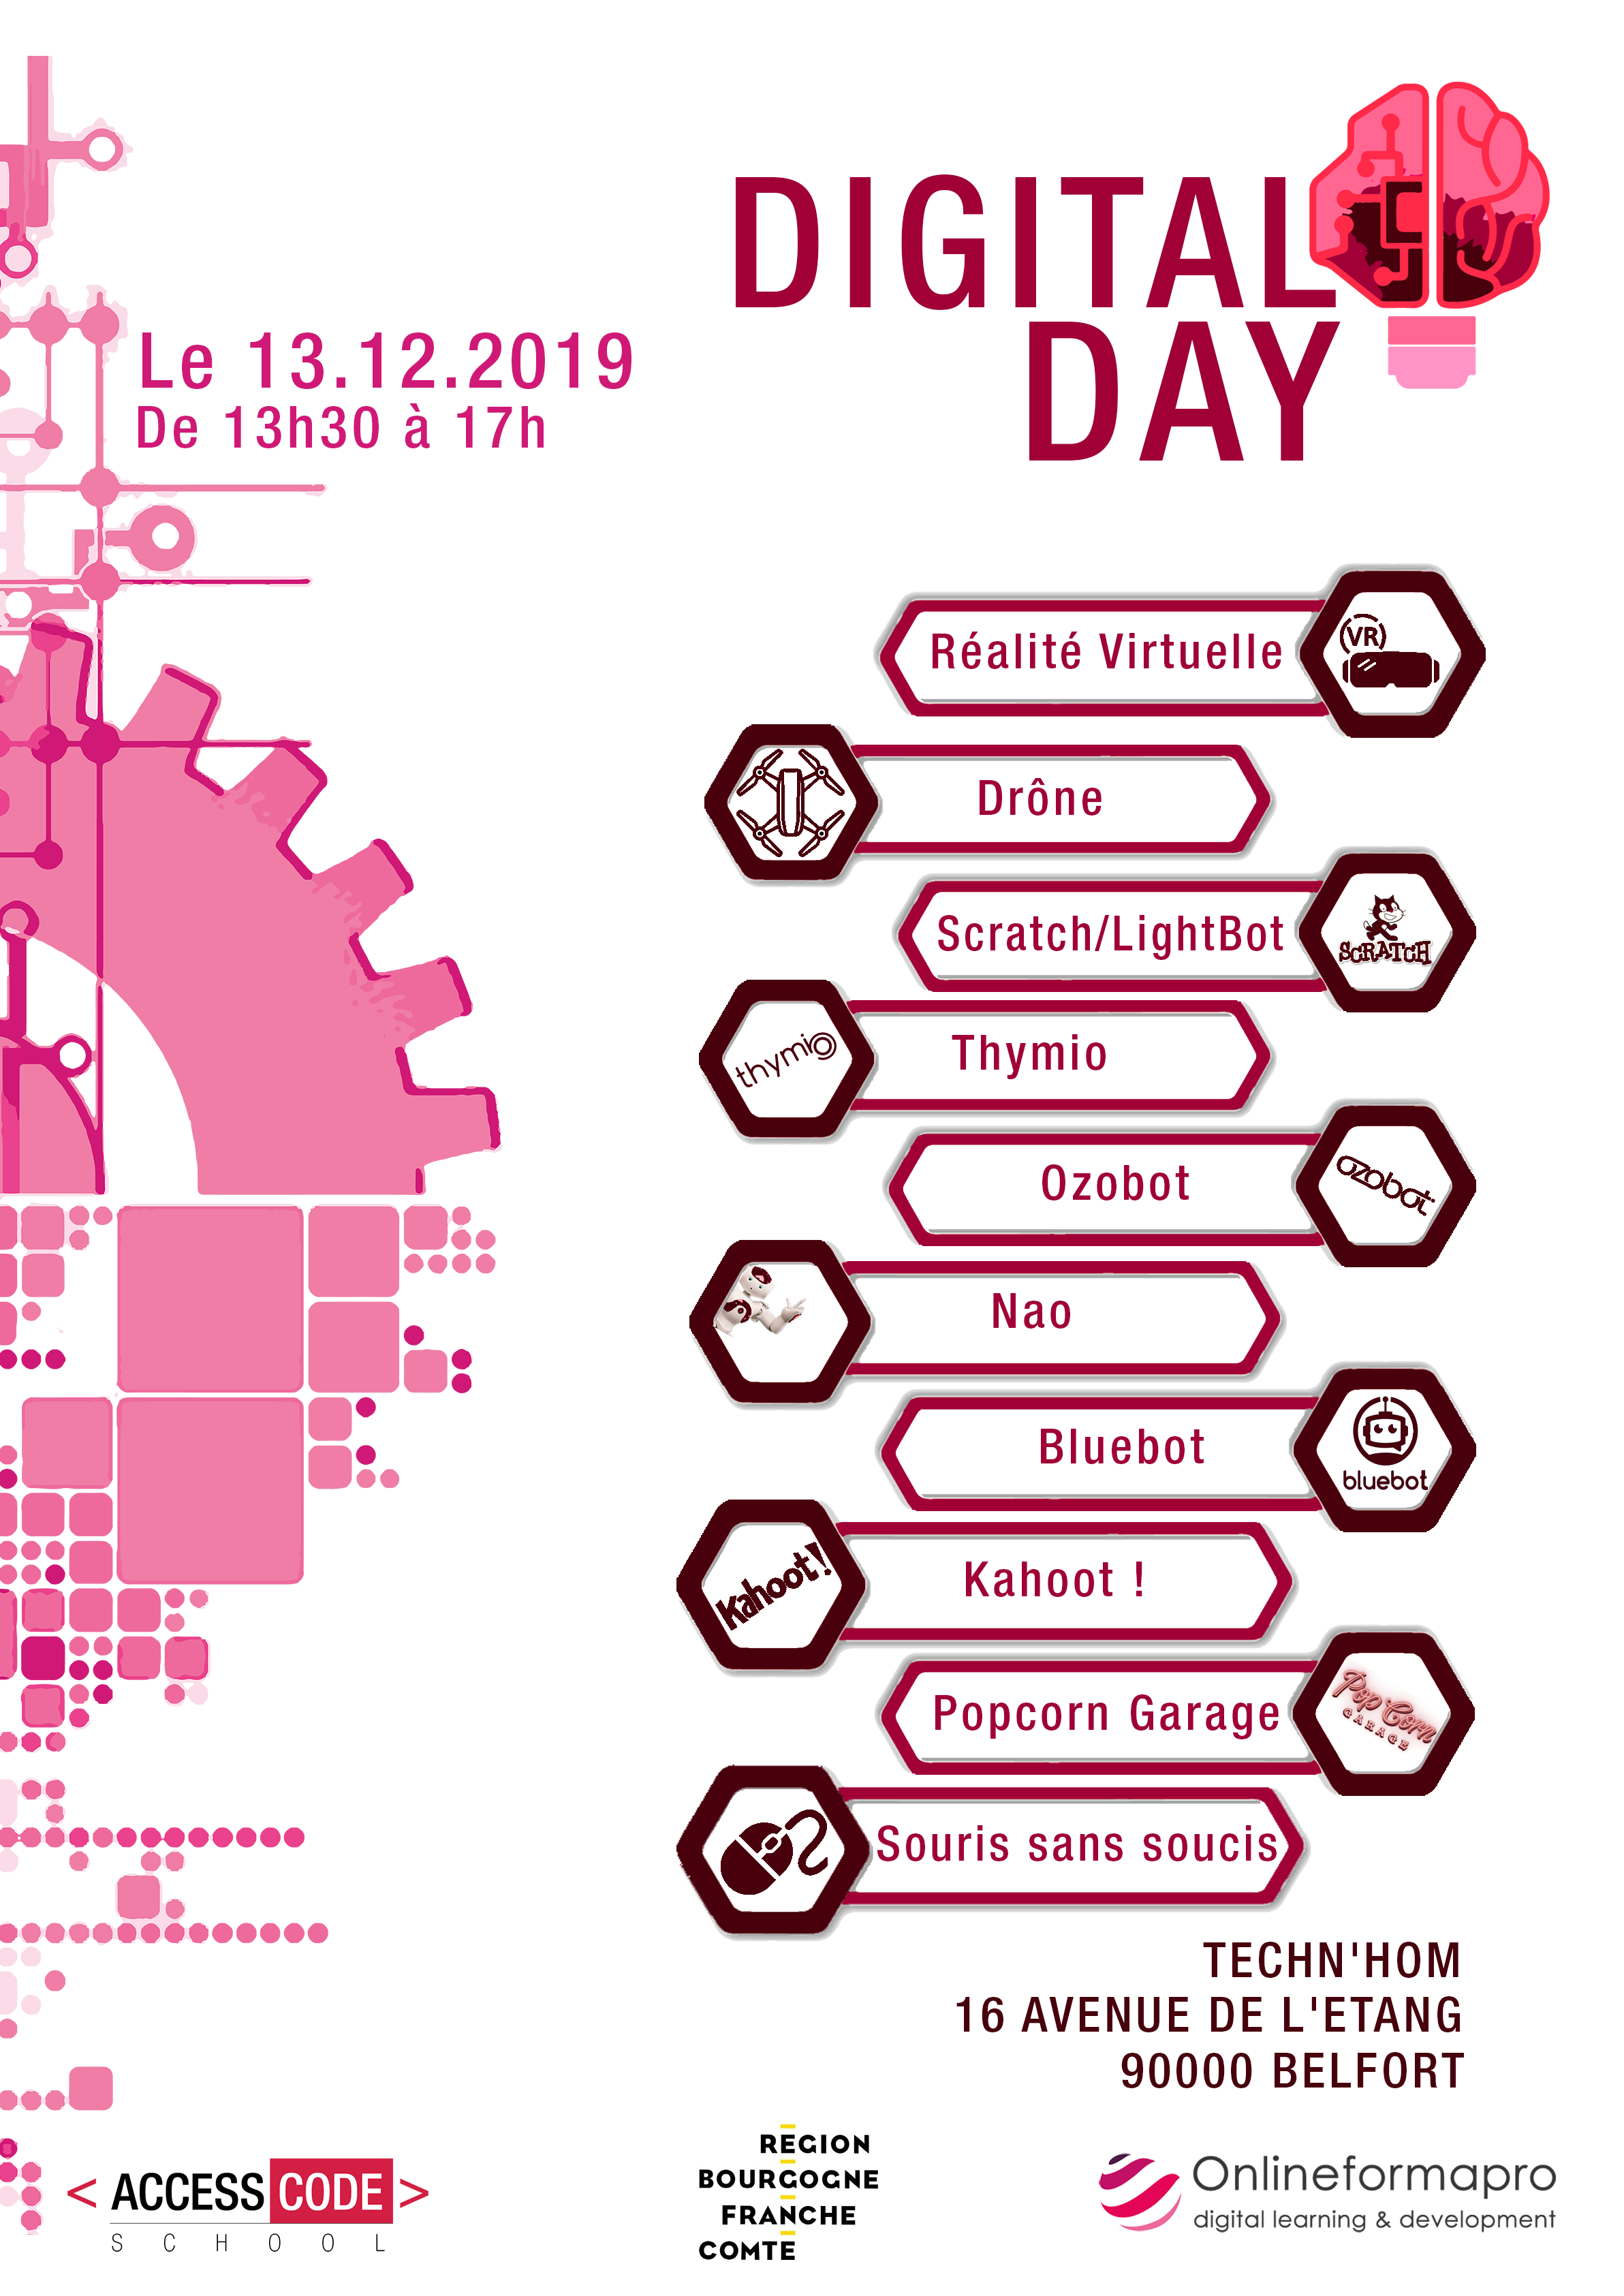 DIGITAL
DAY
Le 13.12.2019
De 13h30 à 17h
Réalité Virtuelle
VR
Drône
Scratch/LightBot
SCRATCH
thymio
Thymio
Ozobot
ozobot
Nao
Bluebot
bluebot
Kahoot!
Kahoot !
Popcorn Garage
Pop Corn
GARAGE
Souris sans soucis
TECHN'HOM
16 AVENUE DE L'ETANG
90000 BELFORT
< ACCESS CODE >
SCHOOL
REGION
BOURGOGNE
FRANCHE
COMTE
Onlineformapro
digital learning & development